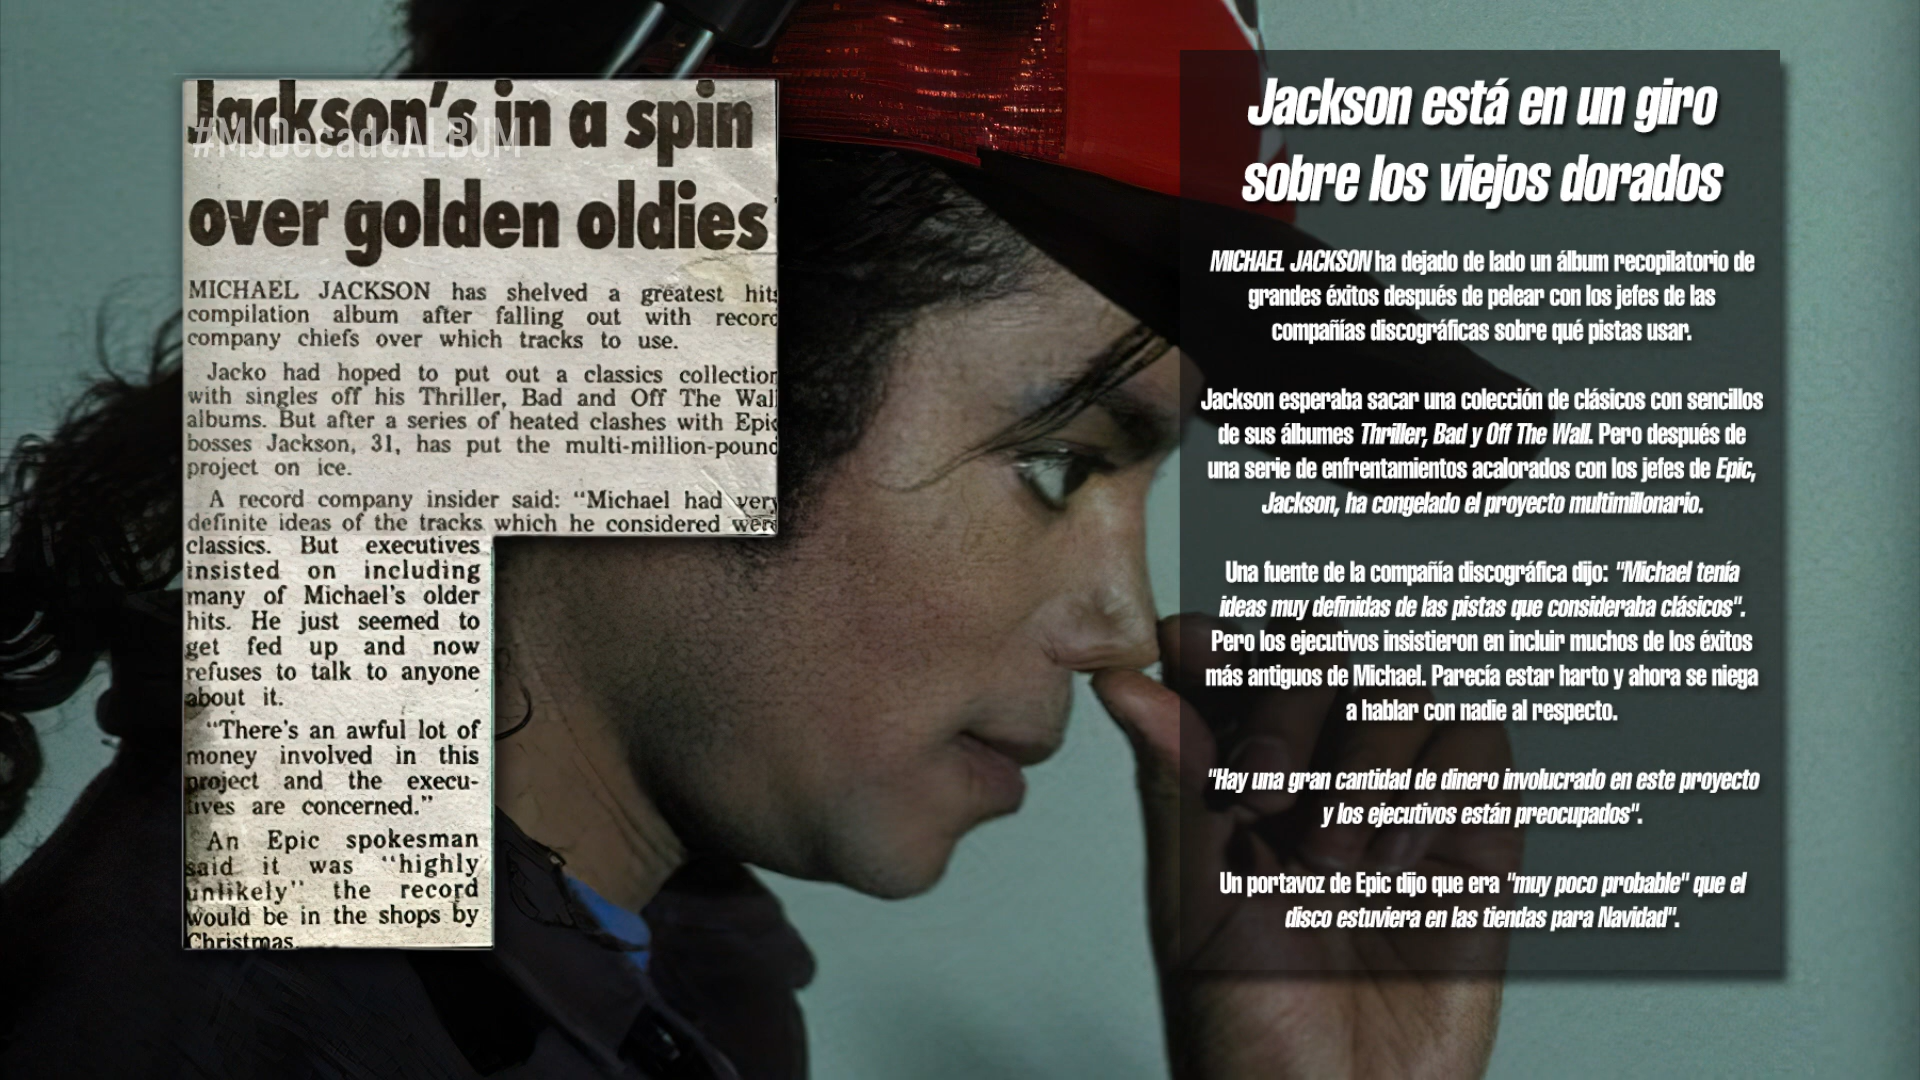 Jackson's in a spin
#MJDecadeALBUM
over golden oldies
MICHAEL JACKSON has shelved a greatest hits
compilation album after falling out with record
company chiefs over which tracks to use.
Jacko had hoped to put out a classics collection
with singles off his Thriller, Bad and Off The Wall
albums. But after a series of heated clashes with Epic
bosses Jackson, 31, has put the multi-million-pound
project on ice.
A record company insider said: "Michael had very
definite ideas of the tracks which he considered were
classics. But executives
insisted on including
many of Michael's older
hits. He just seemed to
get fed up and now
refuses to talk to anyone
about it.
"There's an awful lot of
money involved in this
project and the execu-
tives are concerned."
An Epic spokesman
said it was "highly
unlikely" the record
would be in the shops by
Christmas.
Jackson está en un giro
sobre los viejos dorados
MICHAEL JACKSON ha dejado de lado un álbum recopilatorio de
grandes éxitos después de pelear con los jefes de las
compañías discográficas sobre qué pistas usar.
Jackson esperaba sacar una colección de clásicos con sencillos
de sus álbumes Thriller, Bad y Off The Wall. Pero después de
una serie de enfrentamientos acalorados con los jefes de Epic,
Jackson, ha congelado el proyecto multimillonario.
Una fuente de la compañía discográfica dijo: "Michael tenía
ideas muy definidas de las pistas que consideraba clásicos".
Pero los ejecutivos insistieron en incluir muchos de los éxitos
más antiguos de Michael. Parecía estar harto y ahora se niega
a hablar con nadie al respecto.
"Hay una gran cantidad de dinero involucrado en este proyecto
y los ejecutivos están preocupados".
Un portavoz de Epic dijo que era "muy poco probable" que el
disco estuviera en las tiendas para Navidad".